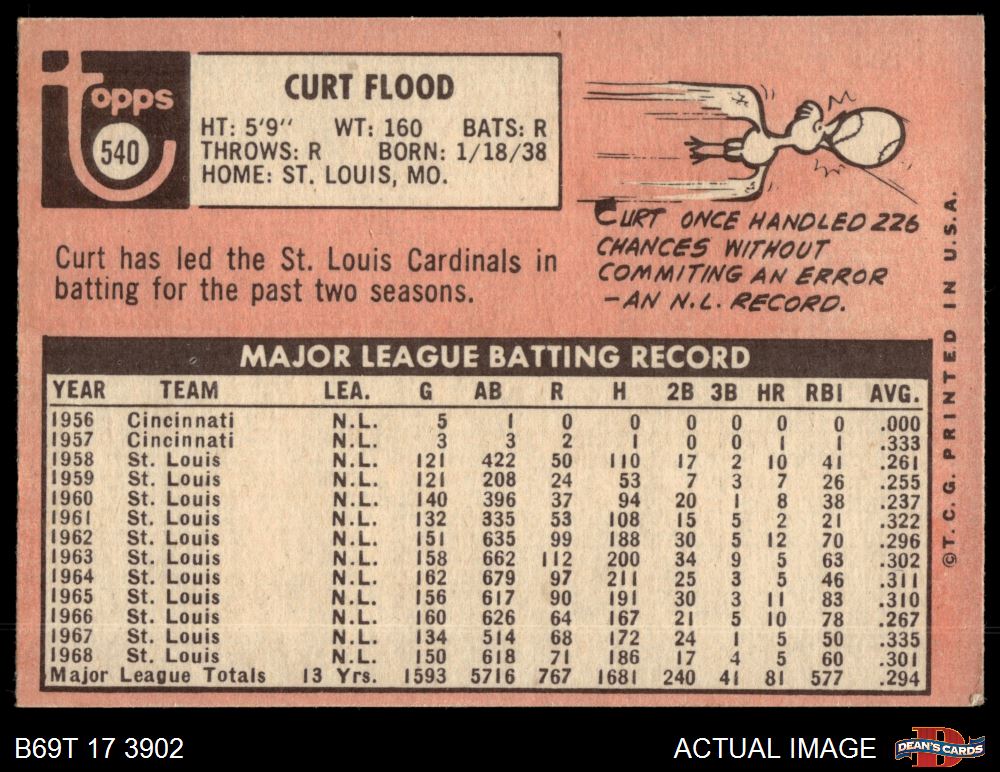 topps
540
CURT FLOOD
HT: 5'9" WT: 160 BATS: R
THROWS: R BORN: 1/18/38
HOME: ST. LOUIS, MO.
CURT ONCE HANDLED 226
CHANCES WITHOUT
COMMITING AN ERROR
-AN N.L. RECORD.
Curt has led the St. Louis Cardinals in
batting for the past two seasons.
MAJOR LEAGUE BATTING RECORD
YEAR TEAM LEA. G AB R H 2B 3B HR RBI AVG.
1956 Cincinnati N.L. 5 1 0 0 0 0 0 0 .000
1957 Cincinnati N.L. 3 3 2 1 0 0 1 1 .333
1958 St. Louis N.L. 121 422 50 110 17 2 10 41 .261
1959 St. Louis N.L. 121 208 24 53 7 3 7 26 .255
1960 St. Louis N.L. 140 396 37 94 20 1 8 38 .237
1961 St. Louis N.L. 132 335 53 108 15 5 2 21 .322
1962 St. Louis N.L. 151 635 99 188 30 5 12 70 .296
1963 St. Louis N.L. 158 662 112 200 34 9 5 63 .302
1964 St. Louis N.L. 162 679 97 211 25 3 5 46 .311
1965 St. Louis N.L. 156 617 90 191 30 3 11 83 .310
1966 St. Louis N.L. 160 626 64 167 21 5 10 78 .267
1967 St. Louis N.L. 134 514 68 172 24 1 5 50 .335
1968 St. Louis N.L. 150 618 71 186 17 4 5 60 .301
Major League Totals 13 Yrs. 1593 5716 767 1681 240 41 81 577 .294
©T.C.G. PRINTED IN U.S.A.
B69T 17 3902
ACTUAL IMAGE
D
DEAN'S CARDS